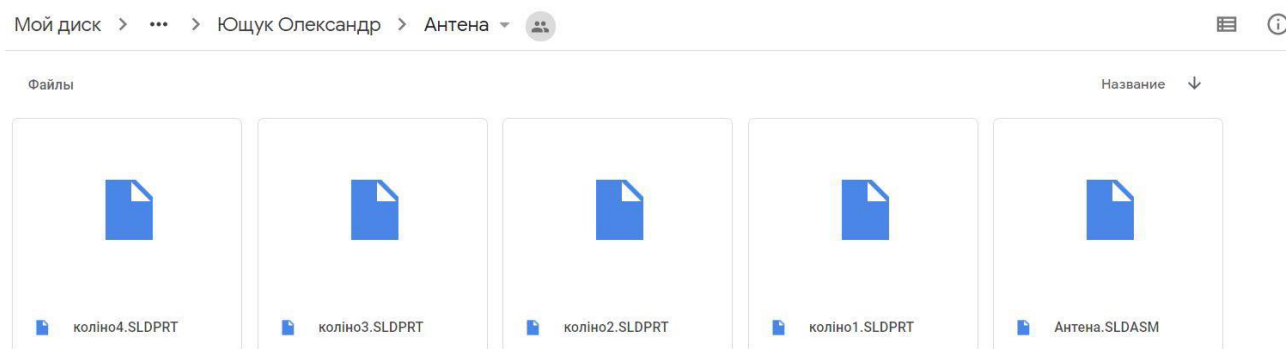 Мой диск > ••• > Ющук Олександр > Антена
Файлы Название
коліно4.SLDPRT коліно3.SLDPRT коліно2.SLDPRT коліно1.SLDPRT Антена.SLDASM